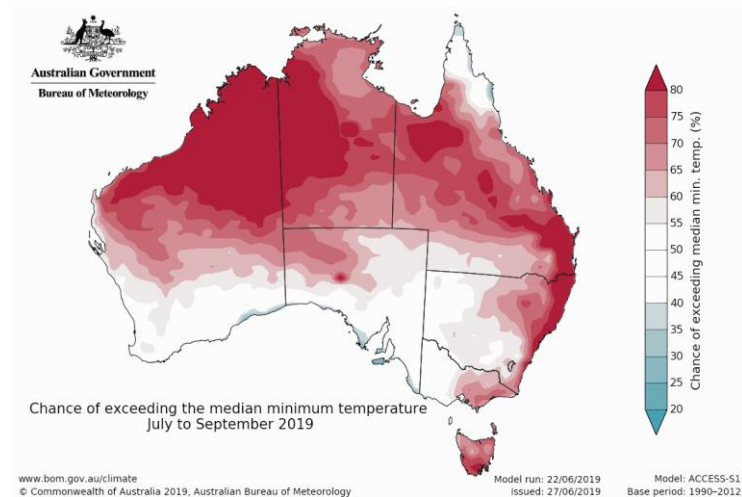 Australian Government
Bureau of Meteorology
80
75
70
65
60
55
50
45
40
35
30
25
20
Chance of exceeding median min. temp. (%)
Chance of exceeding the median minimum temperature
July to September 2019
www.bom.gov.au/climate
© Commonwealth of Australia 2019, Australian Bureau of Meteorology
Model run: 22/06/2019
Issued: 27/06/2019
Model: ACCESS-S1
Base period: 1990–2012